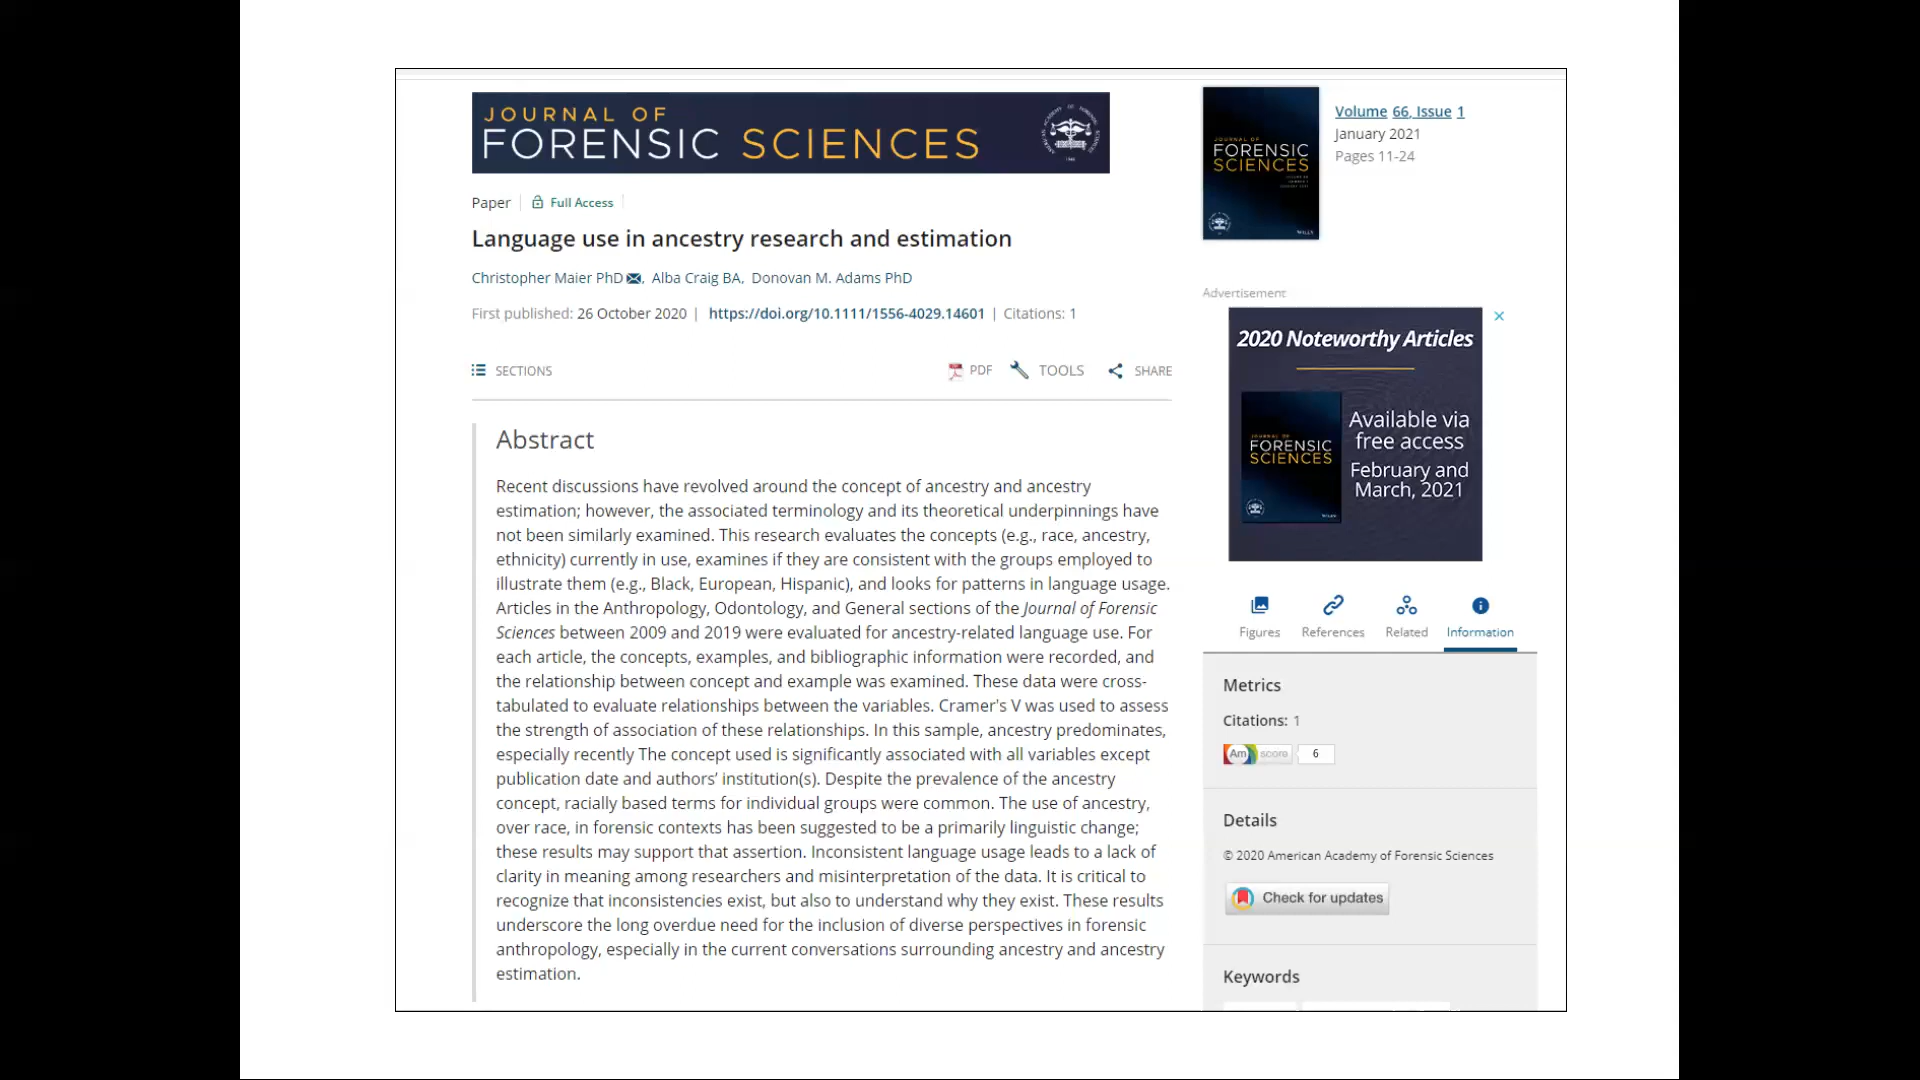 JOURNAL OF
FORENSIC SCIENCES
Paper
Full Access
Language use in ancestry research and estimation
Christopher Maier PhD, Alba Craig BA, Donovan M. Adams PhD
First published: 26 October 2020 | https://doi.org/10.1111/1556-4029.14601 | Citations: 1
SECTIONS
PDF TOOLS SHARE
Abstract
Recent discussions have revolved around the concept of ancestry and ancestry
estimation; however, the associated terminology and its theoretical underpinnings have
not been similarly examined. This research evaluates the concepts (e.g., race, ancestry,
ethnicity) currently in use, examines if they are consistent with the groups employed to
illustrate them (e.g., Black, European, Hispanic), and looks for patterns in language usage.
Articles in the Anthropology, Odontology, and General sections of the Journal of Forensic
Sciences between 2009 and 2019 were evaluated for ancestry-related language use. For
each article, the concepts, examples, and bibliographic information were recorded, and
the relationship between concept and example was examined. These data were cross-
tabulated to evaluate relationships between the variables. Cramer's V was used to assess
the strength of association of these relationships. In this sample, ancestry predominates,
especially recently The concept used is significantly associated with all variables except
publication date and authors’ institution(s). Despite the prevalence of the ancestry
concept, racially based terms for individual groups were common. The use of ancestry,
over race, in forensic contexts has been suggested to be a primarily linguistic change;
these results may support that assertion. Inconsistent language usage leads to a lack of
clarity in meaning among researchers and misinterpretation of the data. It is critical to
recognize that inconsistencies exist, but also to understand why they exist. These results
underscore the long overdue need for the inclusion of diverse perspectives in forensic
anthropology, especially in the current conversations surrounding ancestry and ancestry
estimation.
JOURNAL OF
FORENSIC
SCIENCES
WILEY
Volume 66, Issue 1
January 2021
Pages 11-24
Advertisement
2020 Noteworthy Articles
JOURNAL OF
FORENSIC
SCIENCES
WILEY
Available via
free access
February and
March, 2021
Figures References Related Information
Metrics
Citations: 1
Am score 6
Details
© 2020 American Academy of Forensic Sciences
Check for updates
Keywords